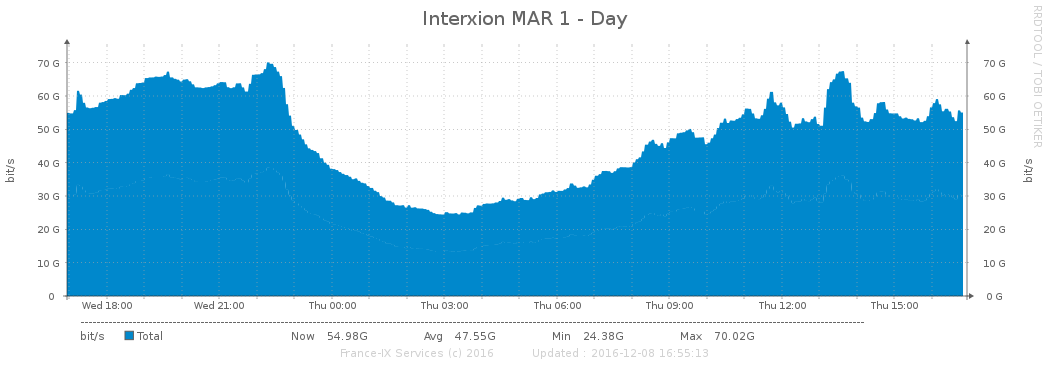 Interxion MAR 1 - Day
RRDTOOL / TOBI OETIKER
bit/s
70 G 70 G
60 G 60 G
50 G 50 G
40 G 40 G
30 G 30 G
20 G 20 G
10 G 10 G
0 0 G
bit/s
Wed 18:00 Wed 21:00 Thu 00:00 Thu 03:00 Thu 06:00 Thu 09:00 Thu 12:00 Thu 15:00
bit/s Total Now 54.98G Avg 47.55G Min 24.38G Max 70.02G
France-IX Services (c) 2016 Updated : 2016-12-08 16:55:13